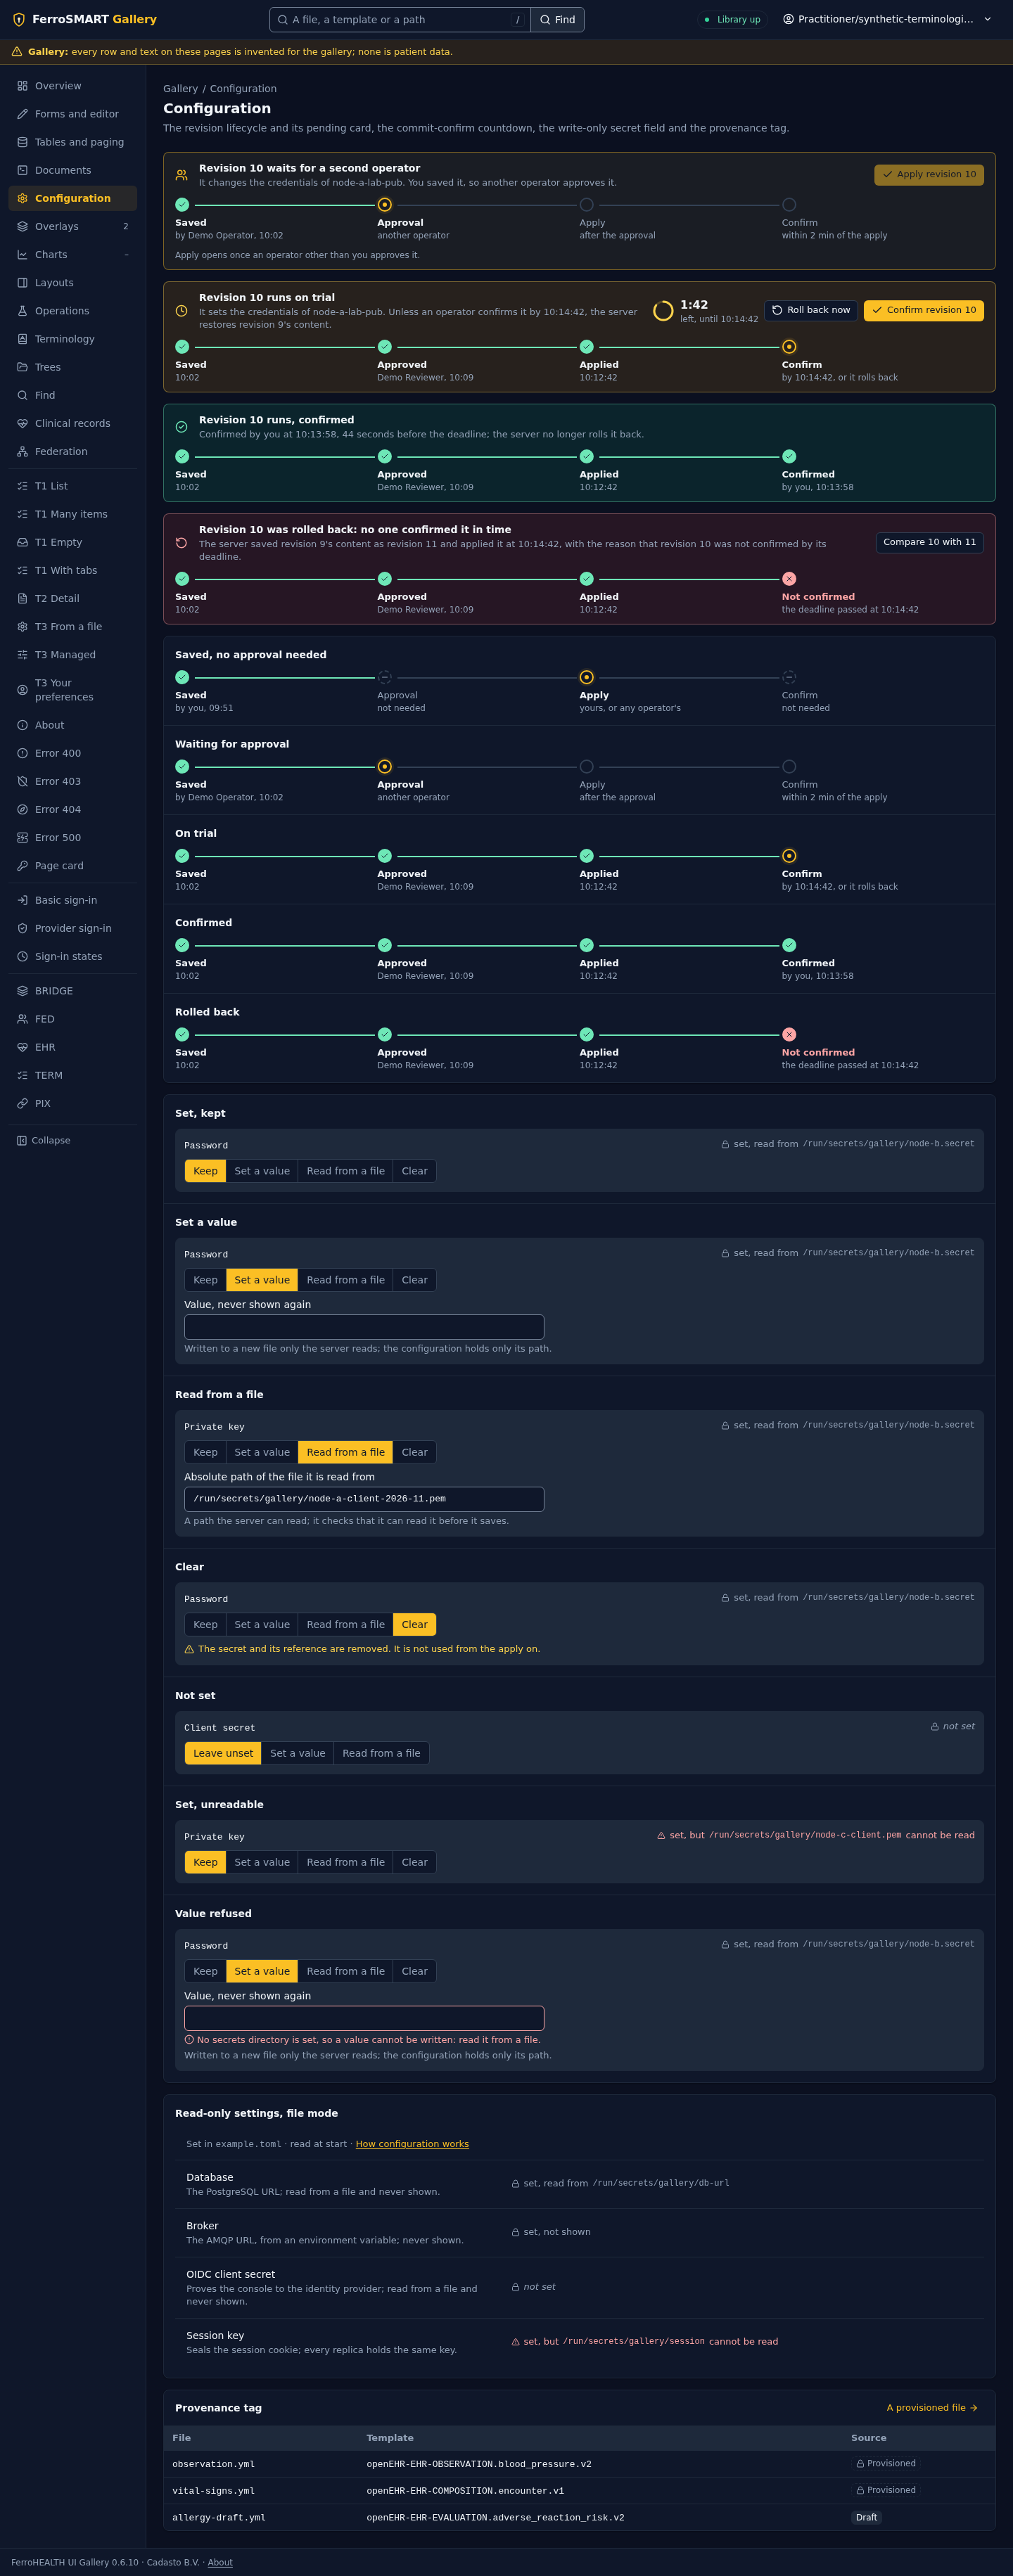 FerroSMART Gallery
A file, a template or a path
/
Find
Library up
Practitioner/synthetic-terminologi...
Gallery: every row and text on these pages is invented for the gallery; none is patient data.
Overview
Forms and editor
Tables and paging
Documents
Configuration
Overlays 2
Charts –
Layouts
Operations
Terminology
Trees
Find
Clinical records
Federation
T1 List
T1 Many items
T1 Empty
T1 With tabs
T2 Detail
T3 From a file
T3 Managed
T3 Your
preferences
About
Error 400
Error 403
Error 404
Error 500
Page card
Basic sign-in
Provider sign-in
Sign-in states
BRIDGE
FED
EHR
TERM
PIX
Collapse
Gallery / Configuration
Configuration
The revision lifecycle and its pending card, the commit-confirm countdown, the write-only secret field and the provenance tag.
Revision 10 waits for a second operator
It changes the credentials of node-a-lab-pub. You saved it, so another operator approves it.
Apply revision 10
Saved Approval Apply Confirm
by Demo Operator, 10:02 another operator after the approval within 2 min of the apply
Apply opens once an operator other than you approves it.
Revision 10 runs on trial
It sets the credentials of node-a-lab-pub. Unless an operator confirms it by 10:14:42, the server
restores revision 9's content.
1:42
left, until 10:14:42
Roll back now
Confirm revision 10
Saved Approved Applied Confirm
10:02 Demo Reviewer, 10:09 10:12:42 by 10:14:42, or it rolls back
Revision 10 runs, confirmed
Confirmed by you at 10:13:58, 44 seconds before the deadline; the server no longer rolls it back.
Saved Approved Applied Confirmed
10:02 Demo Reviewer, 10:09 10:12:42 by you, 10:13:58
Revision 10 was rolled back: no one confirmed it in time
The server saved revision 9's content as revision 11 and applied it at 10:14:42, with the reason that revision 10 was not confirmed by its
deadline.
Compare 10 with 11
Saved Approved Applied Not confirmed
10:02 Demo Reviewer, 10:09 10:12:42 the deadline passed at 10:14:42
Saved, no approval needed
Saved Approval Apply Confirm
by you, 09:51 not needed yours, or any operator's not needed
Waiting for approval
Saved Approval Apply Confirm
by Demo Operator, 10:02 another operator after the approval within 2 min of the apply
On trial
Saved Approved Applied Confirm
10:02 Demo Reviewer, 10:09 10:12:42 by 10:14:42, or it rolls back
Confirmed
Saved Approved Applied Confirmed
10:02 Demo Reviewer, 10:09 10:12:42 by you, 10:13:58
Rolled back
Saved Approved Applied Not confirmed
10:02 Demo Reviewer, 10:09 10:12:42 the deadline passed at 10:14:42
Set, kept
Password set, read from /run/secrets/gallery/node-b.secret
Keep Set a value Read from a file Clear
Set a value
Password set, read from /run/secrets/gallery/node-b.secret
Keep Set a value Read from a file Clear
Value, never shown again
Written to a new file only the server reads; the configuration holds only its path.
Read from a file
Private key set, read from /run/secrets/gallery/node-b.secret
Keep Set a value Read from a file Clear
Absolute path of the file it is read from
/run/secrets/gallery/node-a-client-2026-11.pem
A path the server can read; it checks that it can read it before it saves.
Clear
Password set, read from /run/secrets/gallery/node-b.secret
Keep Set a value Read from a file Clear
The secret and its reference are removed. It is not used from the apply on.
Not set
Client secret not set
Leave unset Set a value Read from a file
Set, unreadable
Private key set, but /run/secrets/gallery/node-c-client.pem cannot be read
Keep Set a value Read from a file Clear
Value refused
Password set, read from /run/secrets/gallery/node-b.secret
Keep Set a value Read from a file Clear
Value, never shown again
No secrets directory is set, so a value cannot be written: read it from a file.
Written to a new file only the server reads; the configuration holds only its path.
Read-only settings, file mode
Set in example.toml · read at start · How configuration works
Database
The PostgreSQL URL; read from a file and never shown.
set, read from /run/secrets/gallery/db-url
Broker
The AMQP URL, from an environment variable; never shown.
set, not shown
OIDC client secret
Proves the console to the identity provider; read from a file and
never shown.
not set
Session key
Seals the session cookie; every replica holds the same key.
set, but /run/secrets/gallery/session cannot be read
Provenance tag
A provisioned file →
File Template Source
observation.yml openEHR-EHR-OBSERVATION.blood_pressure.v2 Provisioned
vital-signs.yml openEHR-EHR-COMPOSITION.encounter.v1 Provisioned
allergy-draft.yml openEHR-EHR-EVALUATION.adverse_reaction_risk.v2 Draft
FerroHEALTH UI Gallery 0.6.10 · Cadasto B.V. · About